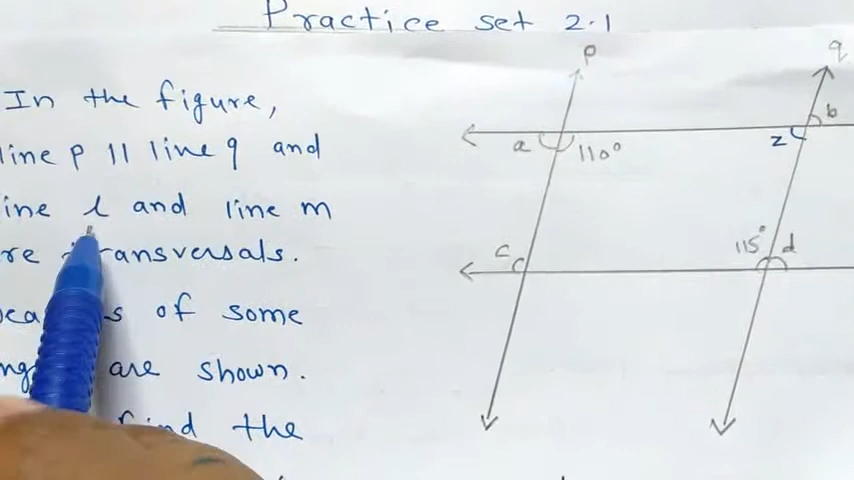 Practice set 2.1
In the figure,
line p || line q and
line l and line m
are transversals.
of some
are shown.
find the
p
q
b
a
110°
z
c
115°
d